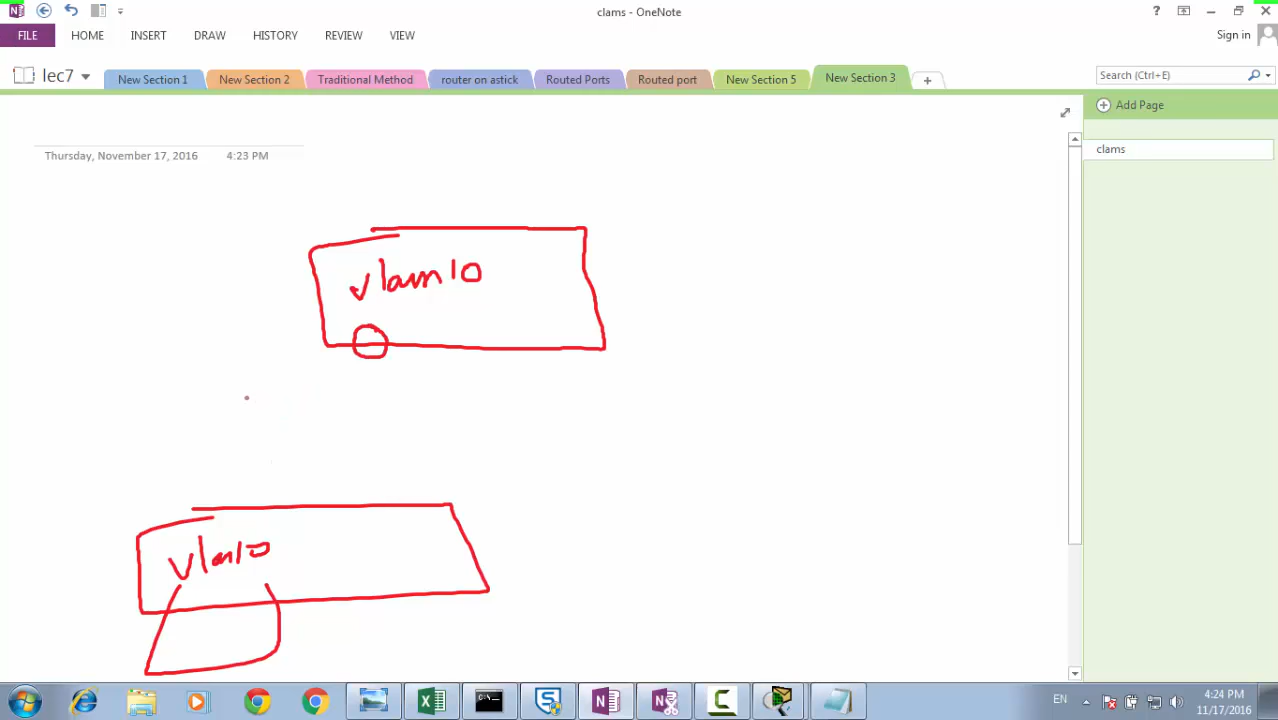 clams - OneNote
FILE HOME INSERT DRAW HISTORY REVIEW VIEW
Sign in
lec7 New Section 1 New Section 2 Traditional Method router on astick Routed Ports Routed port New Section 5 New Section 3
Search (Ctrl+E)
Add Page
clams
Thursday, November 17, 2016 4:23 PM
vlan10
vlan10
EN
4:24 PM
11/17/2016